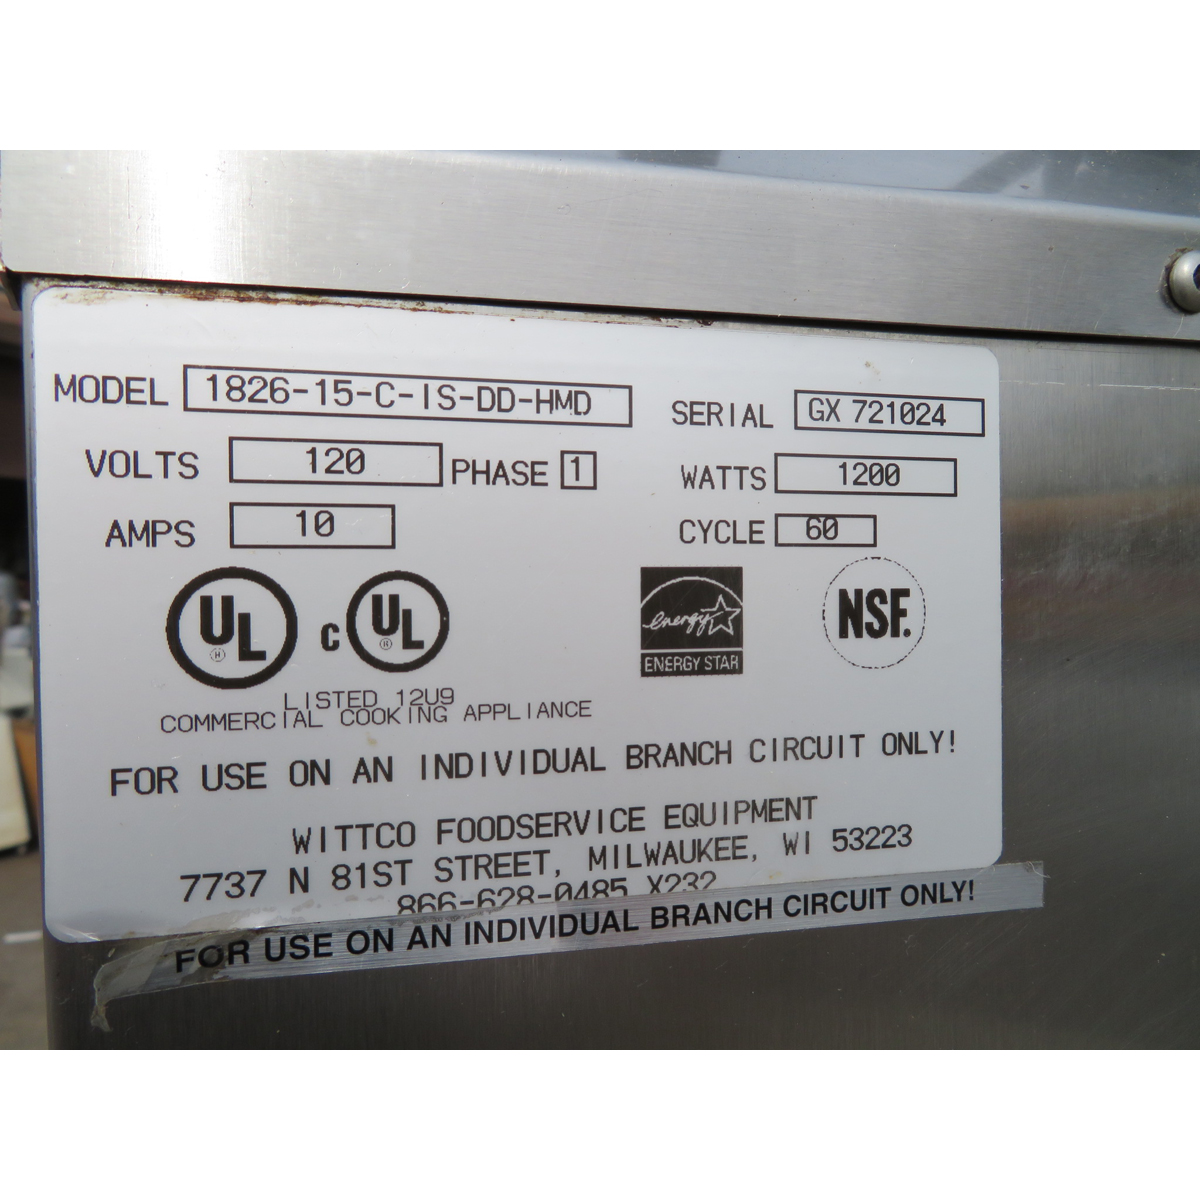 MODEL 1826-15-C-IS-DD-HMD SERIAL GX 721024
VOLTS 120 PHASE 1 WATTS 1200
AMPS 10 CYCLE 60
UL H C UL H energy ENERGY STAR NSF.
LISTED 12U9
COMMERCIAL COOKING APPLIANCE
FOR USE ON AN INDIVIDUAL BRANCH CIRCUIT ONLY!
WITTCO FOODSERVICE EQUIPMENT
7737 N 81ST STREET, MILWAUKEE, WI 53223
866-628-0485 X232
FOR USE ON AN INDIVIDUAL BRANCH CIRCUIT ONLY!